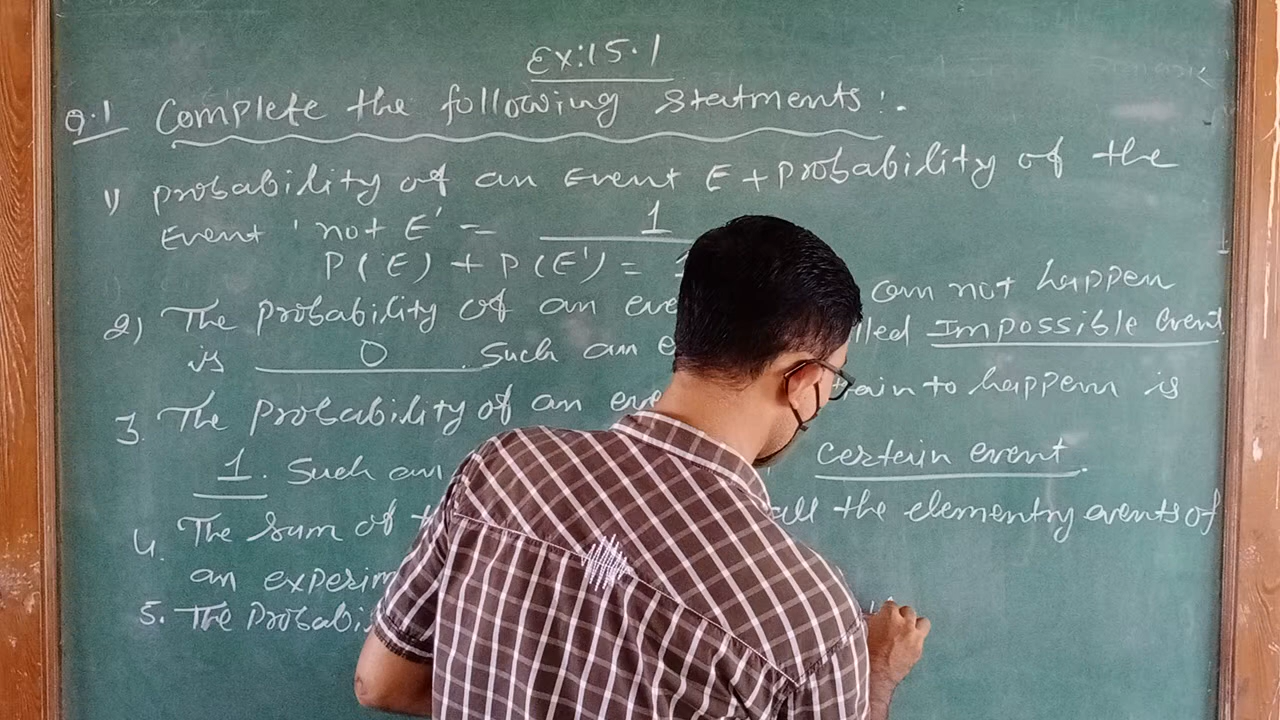 Ex:15.1
Q.1 Complete the following statments :-
1) probability of an event E + probability of the
Event 'not E' = 1
P(E) + P(E') =
2) The probability of an eve can not happen
is 0 Such an e lled Impossible Event
3. The probability of an eve tain to happen is
1. Such an certain event.
4. The sum of t all the elementry events of
an experim
5. The Probabi